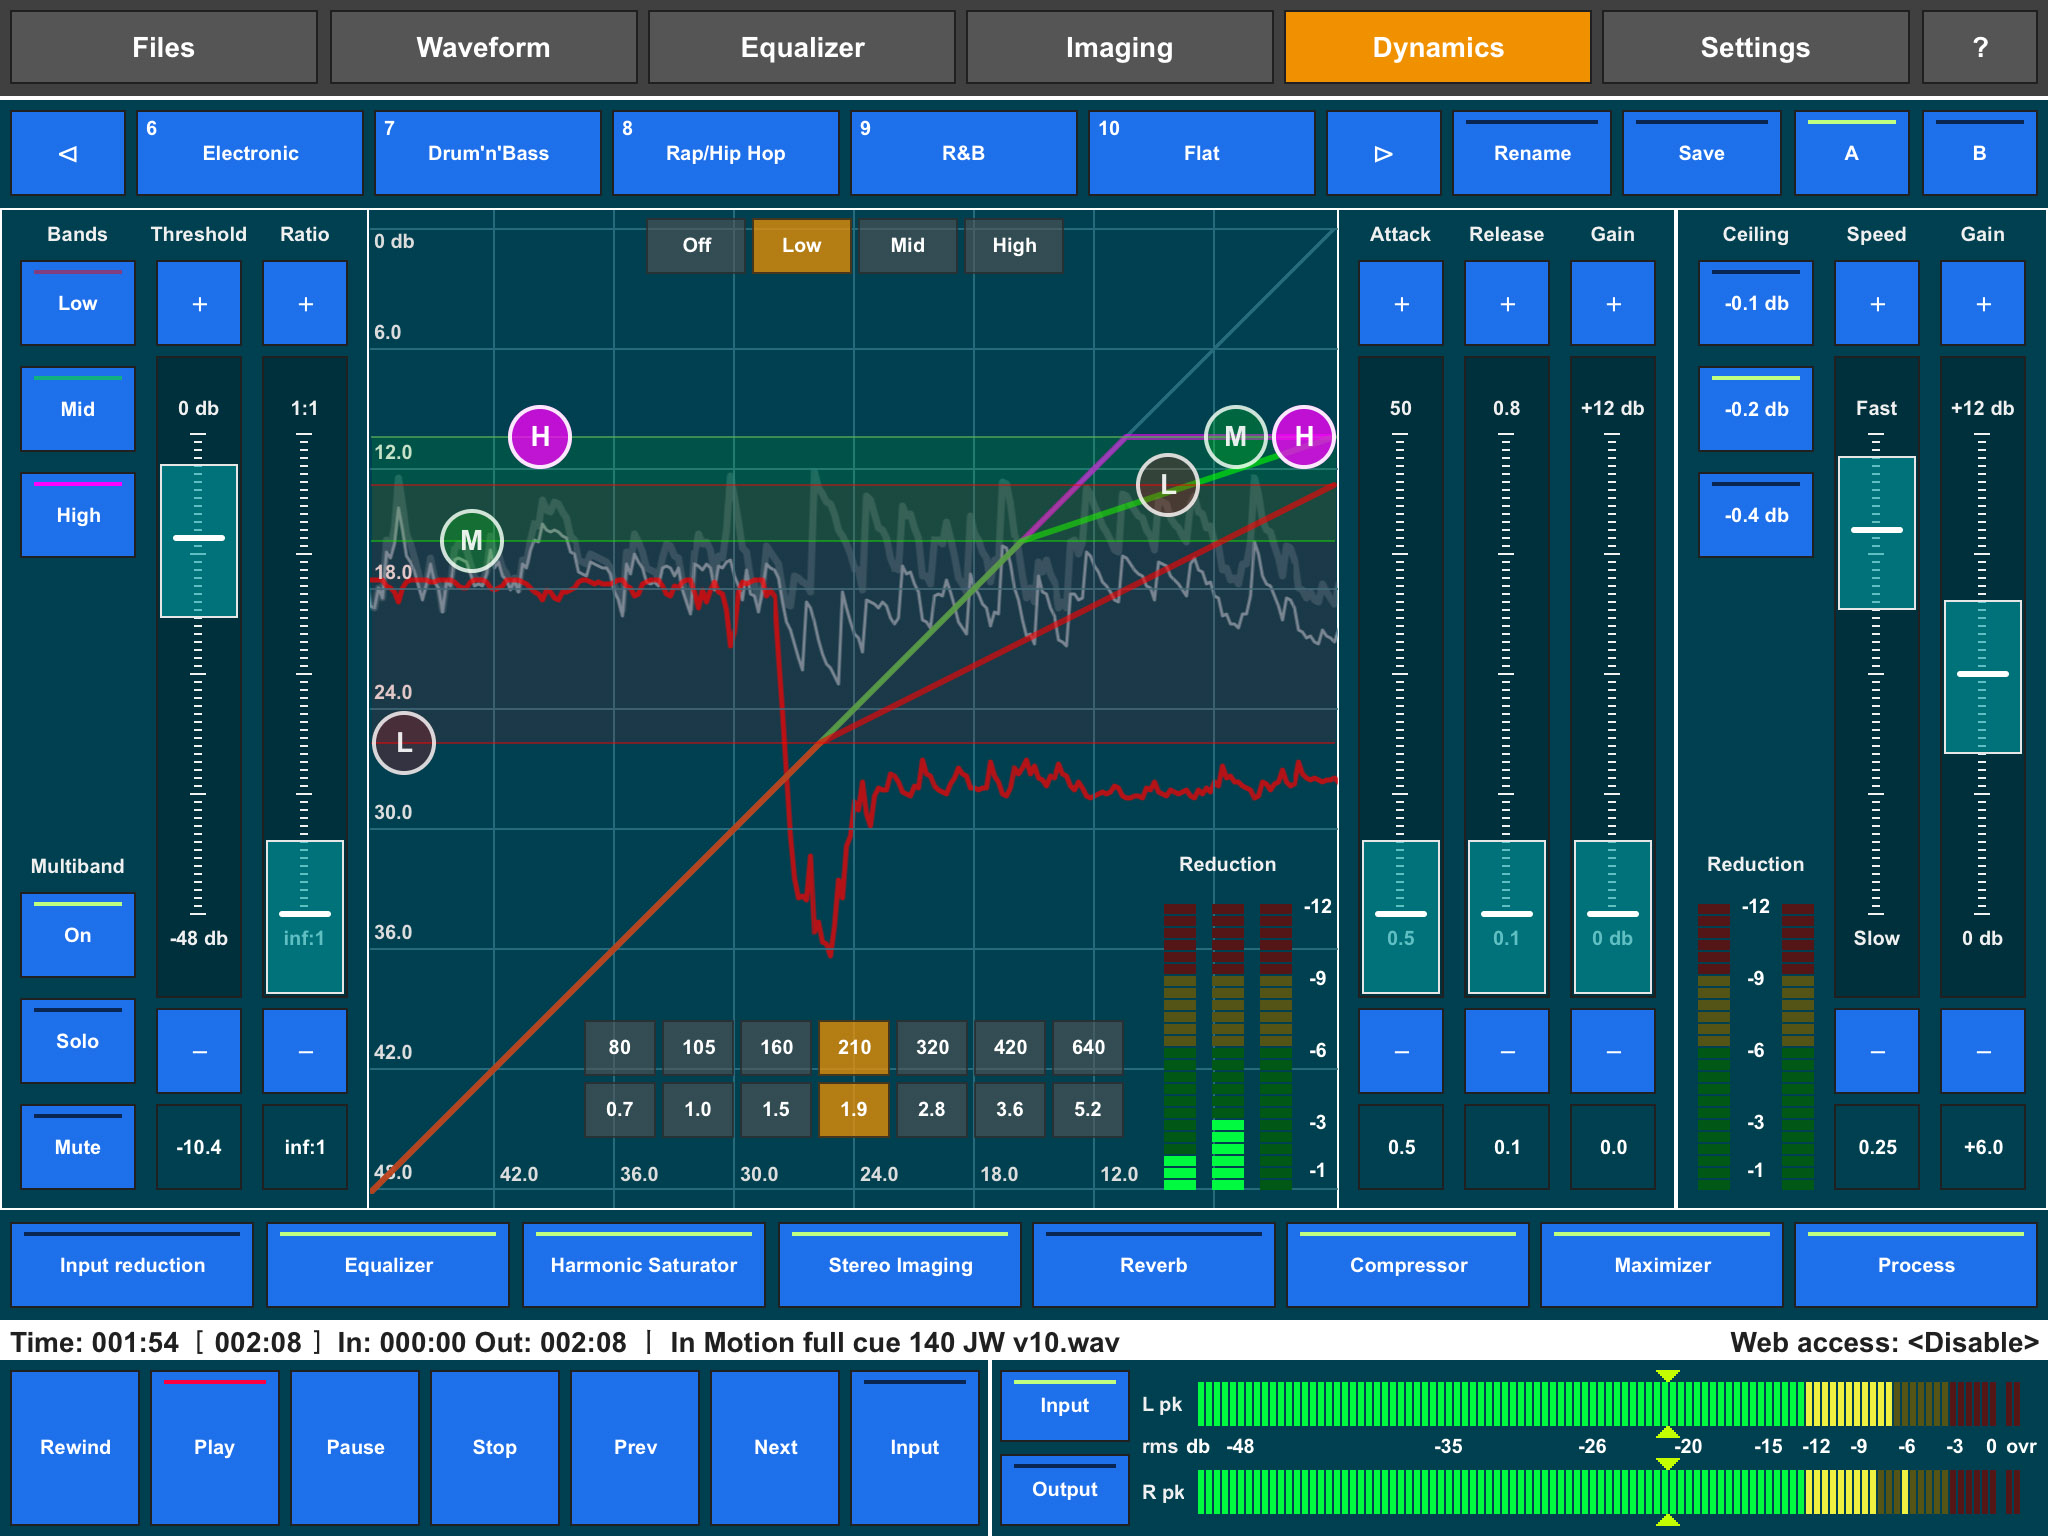 Files Waveform Equalizer Imaging Dynamics Settings ?
6 7 8 9 10
Electronic Drum'n'Bass Rap/Hip Hop R&B Flat Rename Save A B
Bands Threshold Ratio
Low + +
Mid 0 db 1:1
High
Multiband
On -48 db inf:1
Solo – –
Mute -10.4 inf:1
Off Low Mid High
0 db
6.0
12.0
18.0
24.0
30.0
36.0
42.0
48.0
H M H
L
M
L
80 105 160 210 320 420 640
0.7 1.0 1.5 1.9 2.8 3.6 5.2
42.0 36.0 30.0 24.0 18.0 12.0
Reduction
-12
-9
-6
-3
-1
Attack Release Gain
+ + +
50 0.8 +12 db
0.5 0.1 0 db
– – –
0.5 0.1 0.0
Ceiling Speed Gain
-0.1 db + +
-0.2 db Fast +12 db
-0.4 db
Reduction
-12
Slow 0 db
-9
-6 – –
-3
-1
0.25 +6.0
Input reduction Equalizer Harmonic Saturator Stereo Imaging Reverb Compressor Maximizer Process
Time: 001:54 [ 002:08 ] In: 000:00 Out: 002:08 | In Motion full cue 140 JW v10.wav Web access: <Disable>
Rewind Play Pause Stop Prev Next Input
Input L pk
rms db -48 -35 -26 -20 -15 -12 -9 -6 -3 0 ovr
Output R pk